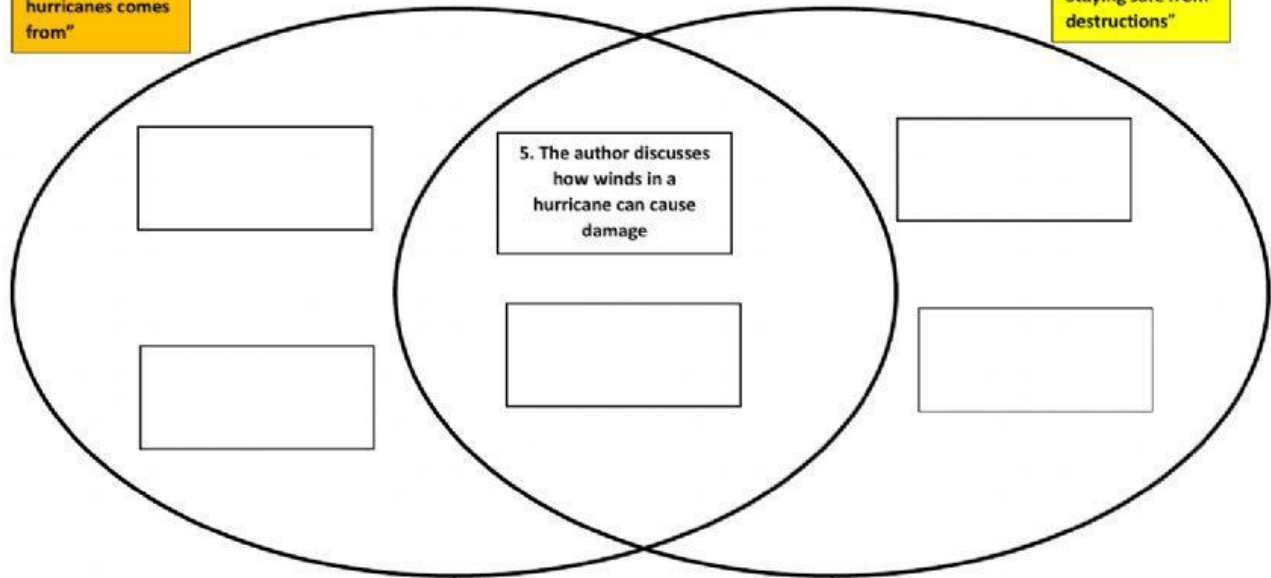 hurricanes comes
from”
destructions”
5. The author discusses
how winds in a
hurricane can cause
damage